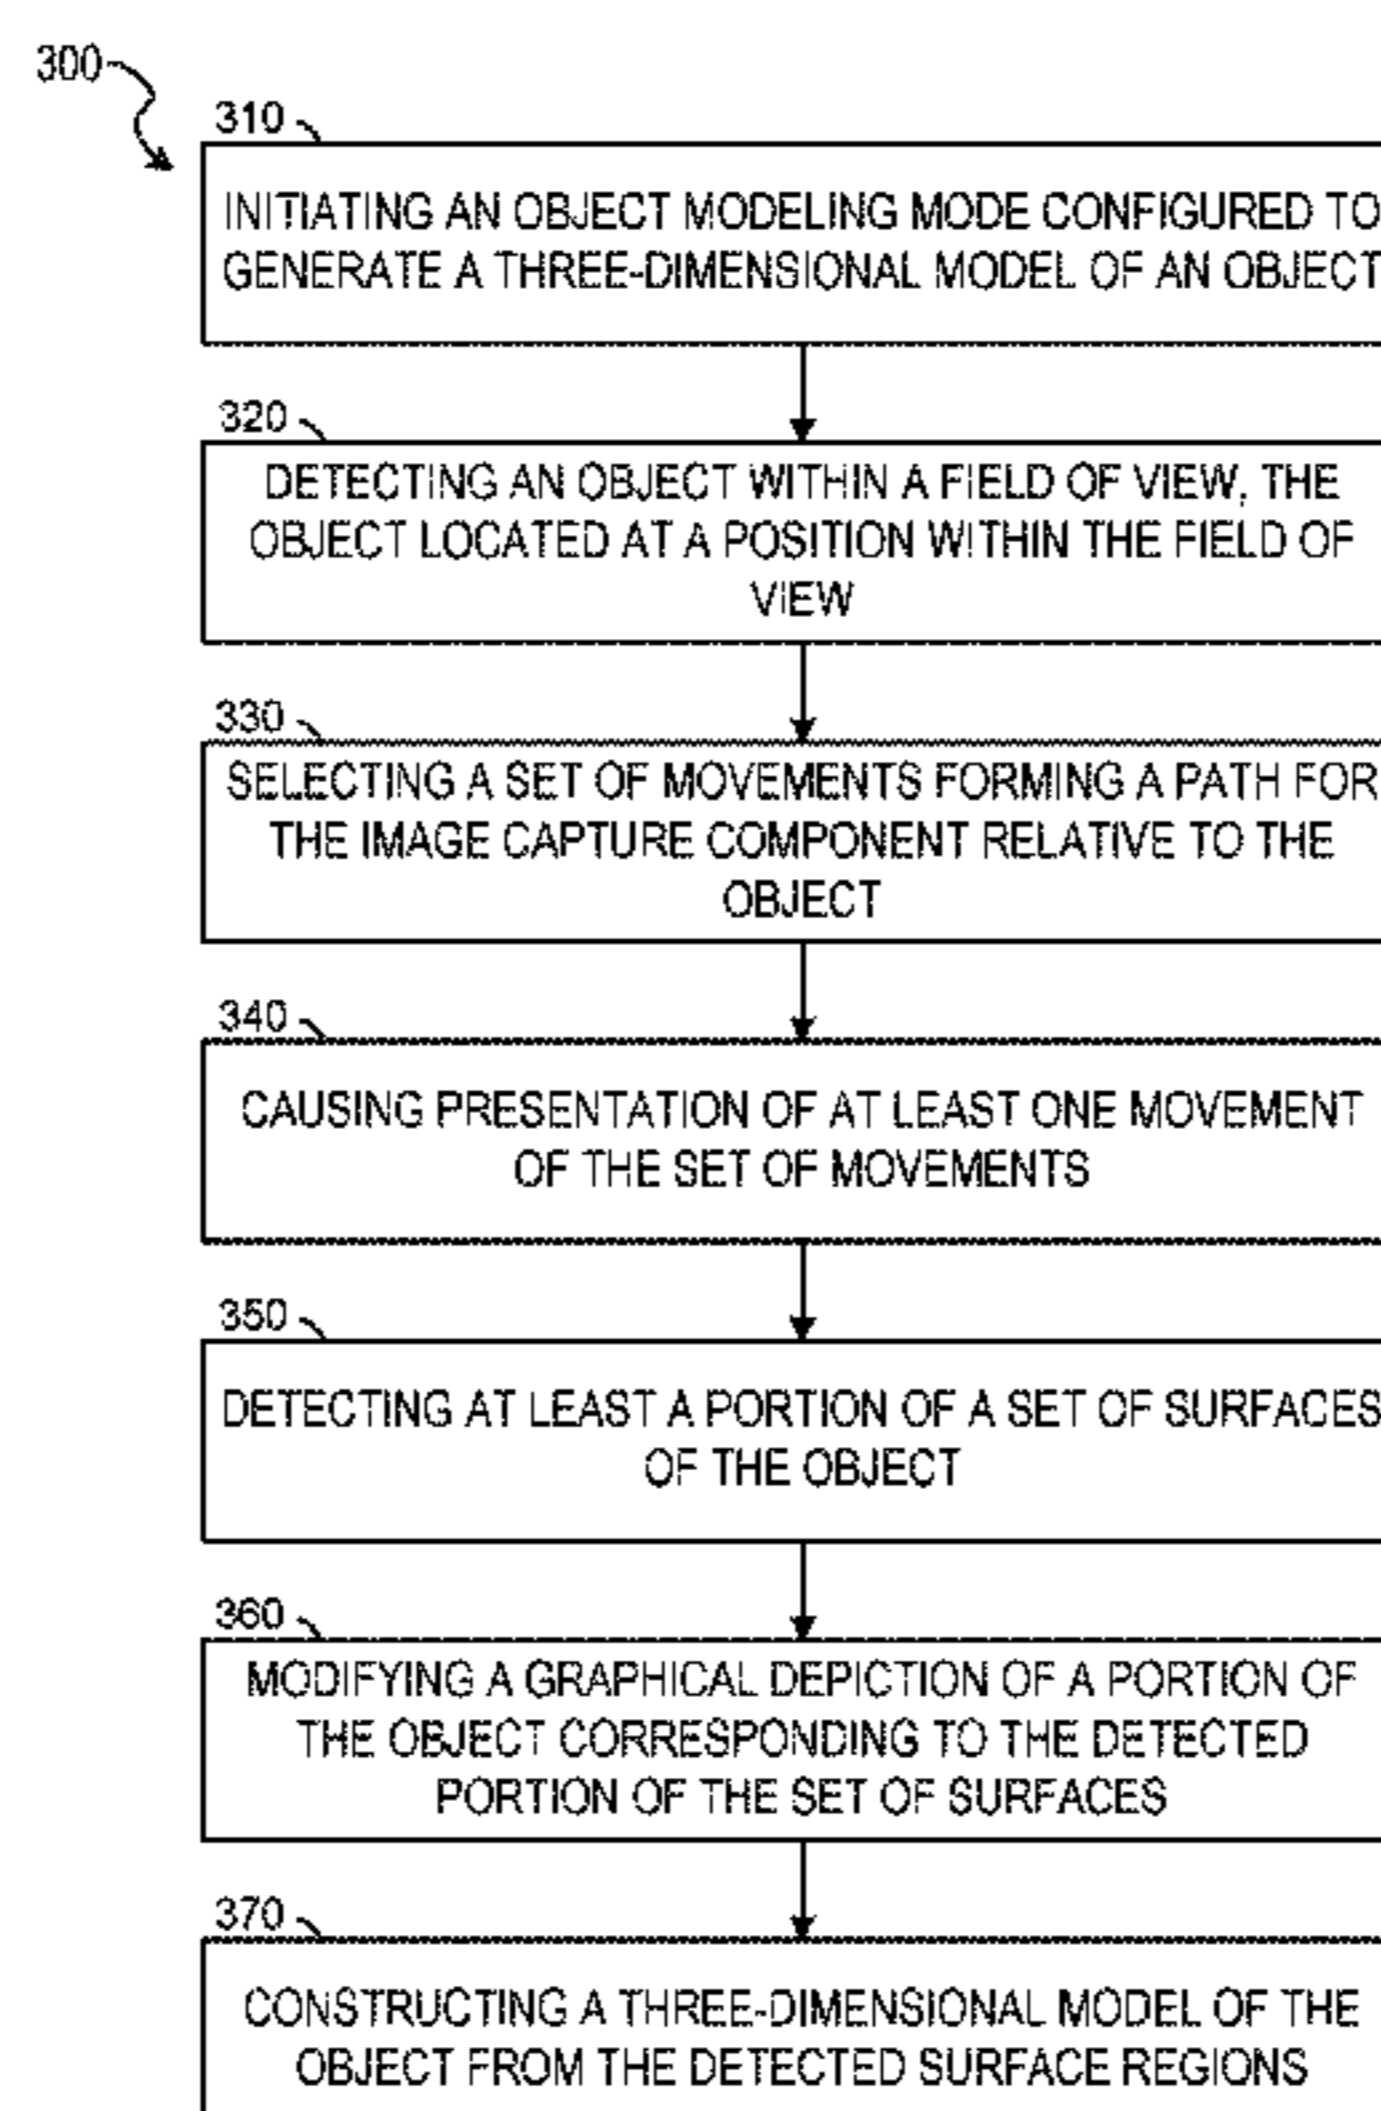 300
310
INITIATING AN OBJECT MODELING MODE CONFIGURED TO
GENERATE A THREE-DIMENSIONAL MODEL OF AN OBJECT
320
DETECTING AN OBJECT WITHIN A FIELD OF VIEW, THE
OBJECT LOCATED AT A POSITION WITHIN THE FIELD OF
VIEW
330
SELECTING A SET OF MOVEMENTS FORMING A PATH FOR
THE IMAGE CAPTURE COMPONENT RELATIVE TO THE
OBJECT
340
CAUSING PRESENTATION OF AT LEAST ONE MOVEMENT
OF THE SET OF MOVEMENTS
350
DETECTING AT LEAST A PORTION OF A SET OF SURFACES
OF THE OBJECT
360
MODIFYING A GRAPHICAL DEPICTION OF A PORTION OF
THE OBJECT CORRESPONDING TO THE DETECTED
PORTION OF THE SET OF SURFACES
370
CONSTRUCTING A THREE-DIMENSIONAL MODEL OF THE
OBJECT FROM THE DETECTED SURFACE REGIONS